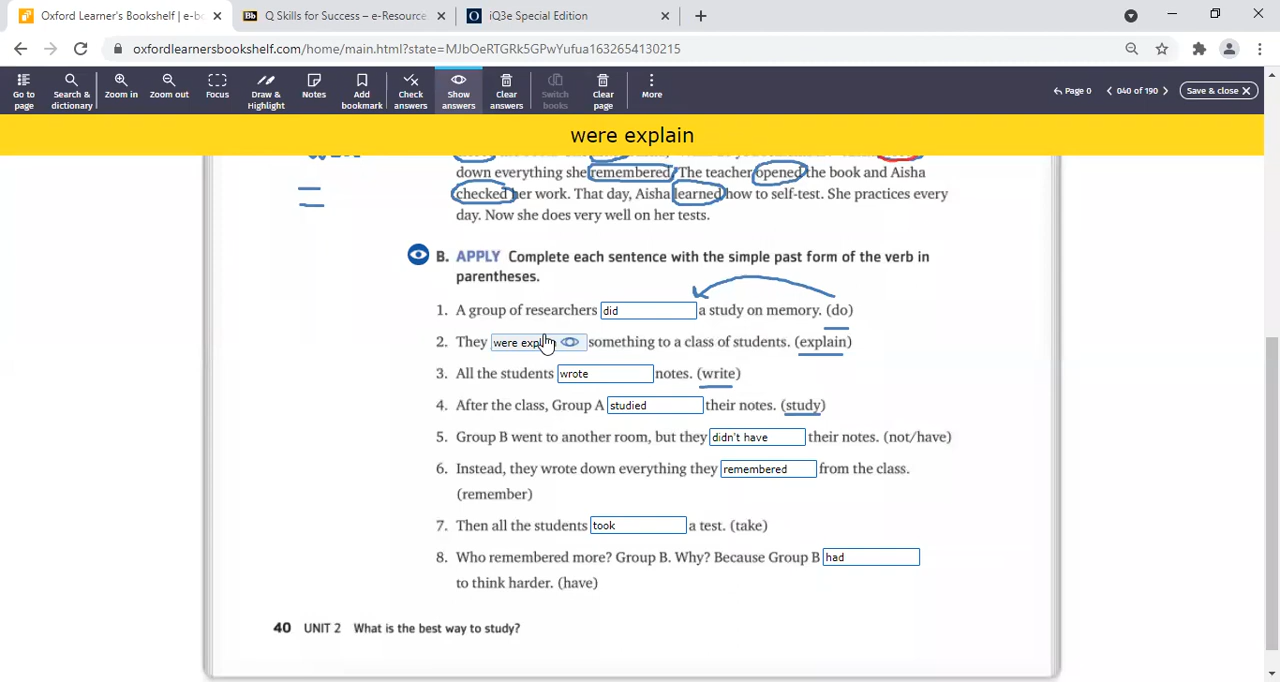 Oxford Learner's Bookshelf | e-bo
Bb Q Skills for Success – e-Resource
iQ3e Special Edition
oxfordlearnersbookshelf.com/home/main.html?state=MJbOeRTGRk5GPwYufua1632654130215
Go to page
Search & dictionary
Zoom in
Zoom out
Focus
Draw & Highlight
Notes
Add bookmark
Check answers
Show answers
Clear answers
Switch books
Clear page
More
Page 0
040 of 190
Save & close
were explain
down everything she remembered. The teacher opened the book and Aisha
checked her work. That day, Aisha learned how to self-test. She practices every
day. Now she does very well on her tests.
B. APPLY Complete each sentence with the simple past form of the verb in
parentheses.
1. A group of researchers did a study on memory. (do)
2. They were expl something to a class of students. (explain)
3. All the students wrote notes. (write)
4. After the class, Group A studied their notes. (study)
5. Group B went to another room, but they didn't have their notes. (not/have)
6. Instead, they wrote down everything they remembered from the class.
(remember)
7. Then all the students took a test. (take)
8. Who remembered more? Group B. Why? Because Group B had
to think harder. (have)
40 UNIT 2 What is the best way to study?